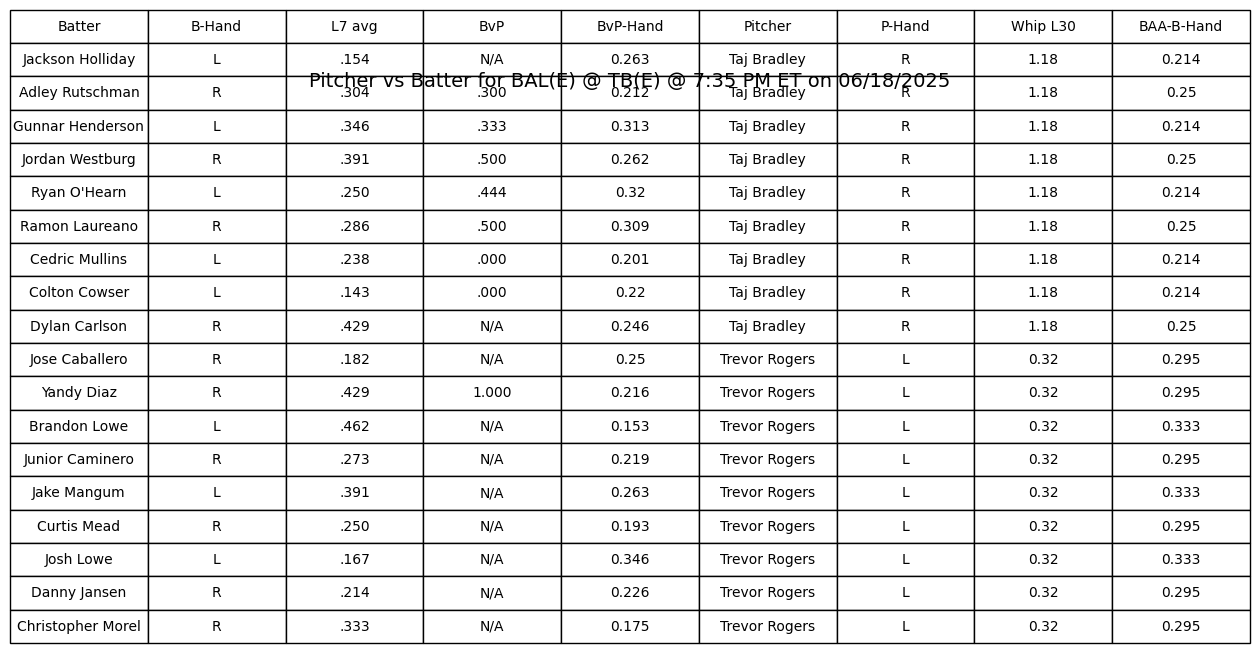 Batter B-Hand L7 avg BvP BvP-Hand Pitcher P-Hand Whip L30 BAA-B-Hand
Jackson Holliday L .154 N/A 0.263 Taj Bradley R 1.18 0.214
Pitcher vs Batter for BAL(E) @ TB(E) @ 7:35 PM ET on 06/18/2025
Adley Rutschman R .304 .300 0.212 Taj Bradley R 1.18 0.25
Gunnar Henderson L .346 .333 0.313 Taj Bradley R 1.18 0.214
Jordan Westburg R .391 .500 0.262 Taj Bradley R 1.18 0.25
Ryan O'Hearn L .250 .444 0.32 Taj Bradley R 1.18 0.214
Ramon Laureano R .286 .500 0.309 Taj Bradley R 1.18 0.25
Cedric Mullins L .238 .000 0.201 Taj Bradley R 1.18 0.214
Colton Cowser L .143 .000 0.22 Taj Bradley R 1.18 0.214
Dylan Carlson R .429 N/A 0.246 Taj Bradley R 1.18 0.25
Jose Caballero R .182 N/A 0.25 Trevor Rogers L 0.32 0.295
Yandy Diaz R .429 1.000 0.216 Trevor Rogers L 0.32 0.295
Brandon Lowe L .462 N/A 0.153 Trevor Rogers L 0.32 0.333
Junior Caminero R .273 N/A 0.219 Trevor Rogers L 0.32 0.295
Jake Mangum L .391 N/A 0.263 Trevor Rogers L 0.32 0.333
Curtis Mead R .250 N/A 0.193 Trevor Rogers L 0.32 0.295
Josh Lowe L .167 N/A 0.346 Trevor Rogers L 0.32 0.333
Danny Jansen R .214 N/A 0.226 Trevor Rogers L 0.32 0.295
Christopher Morel R .333 N/A 0.175 Trevor Rogers L 0.32 0.295